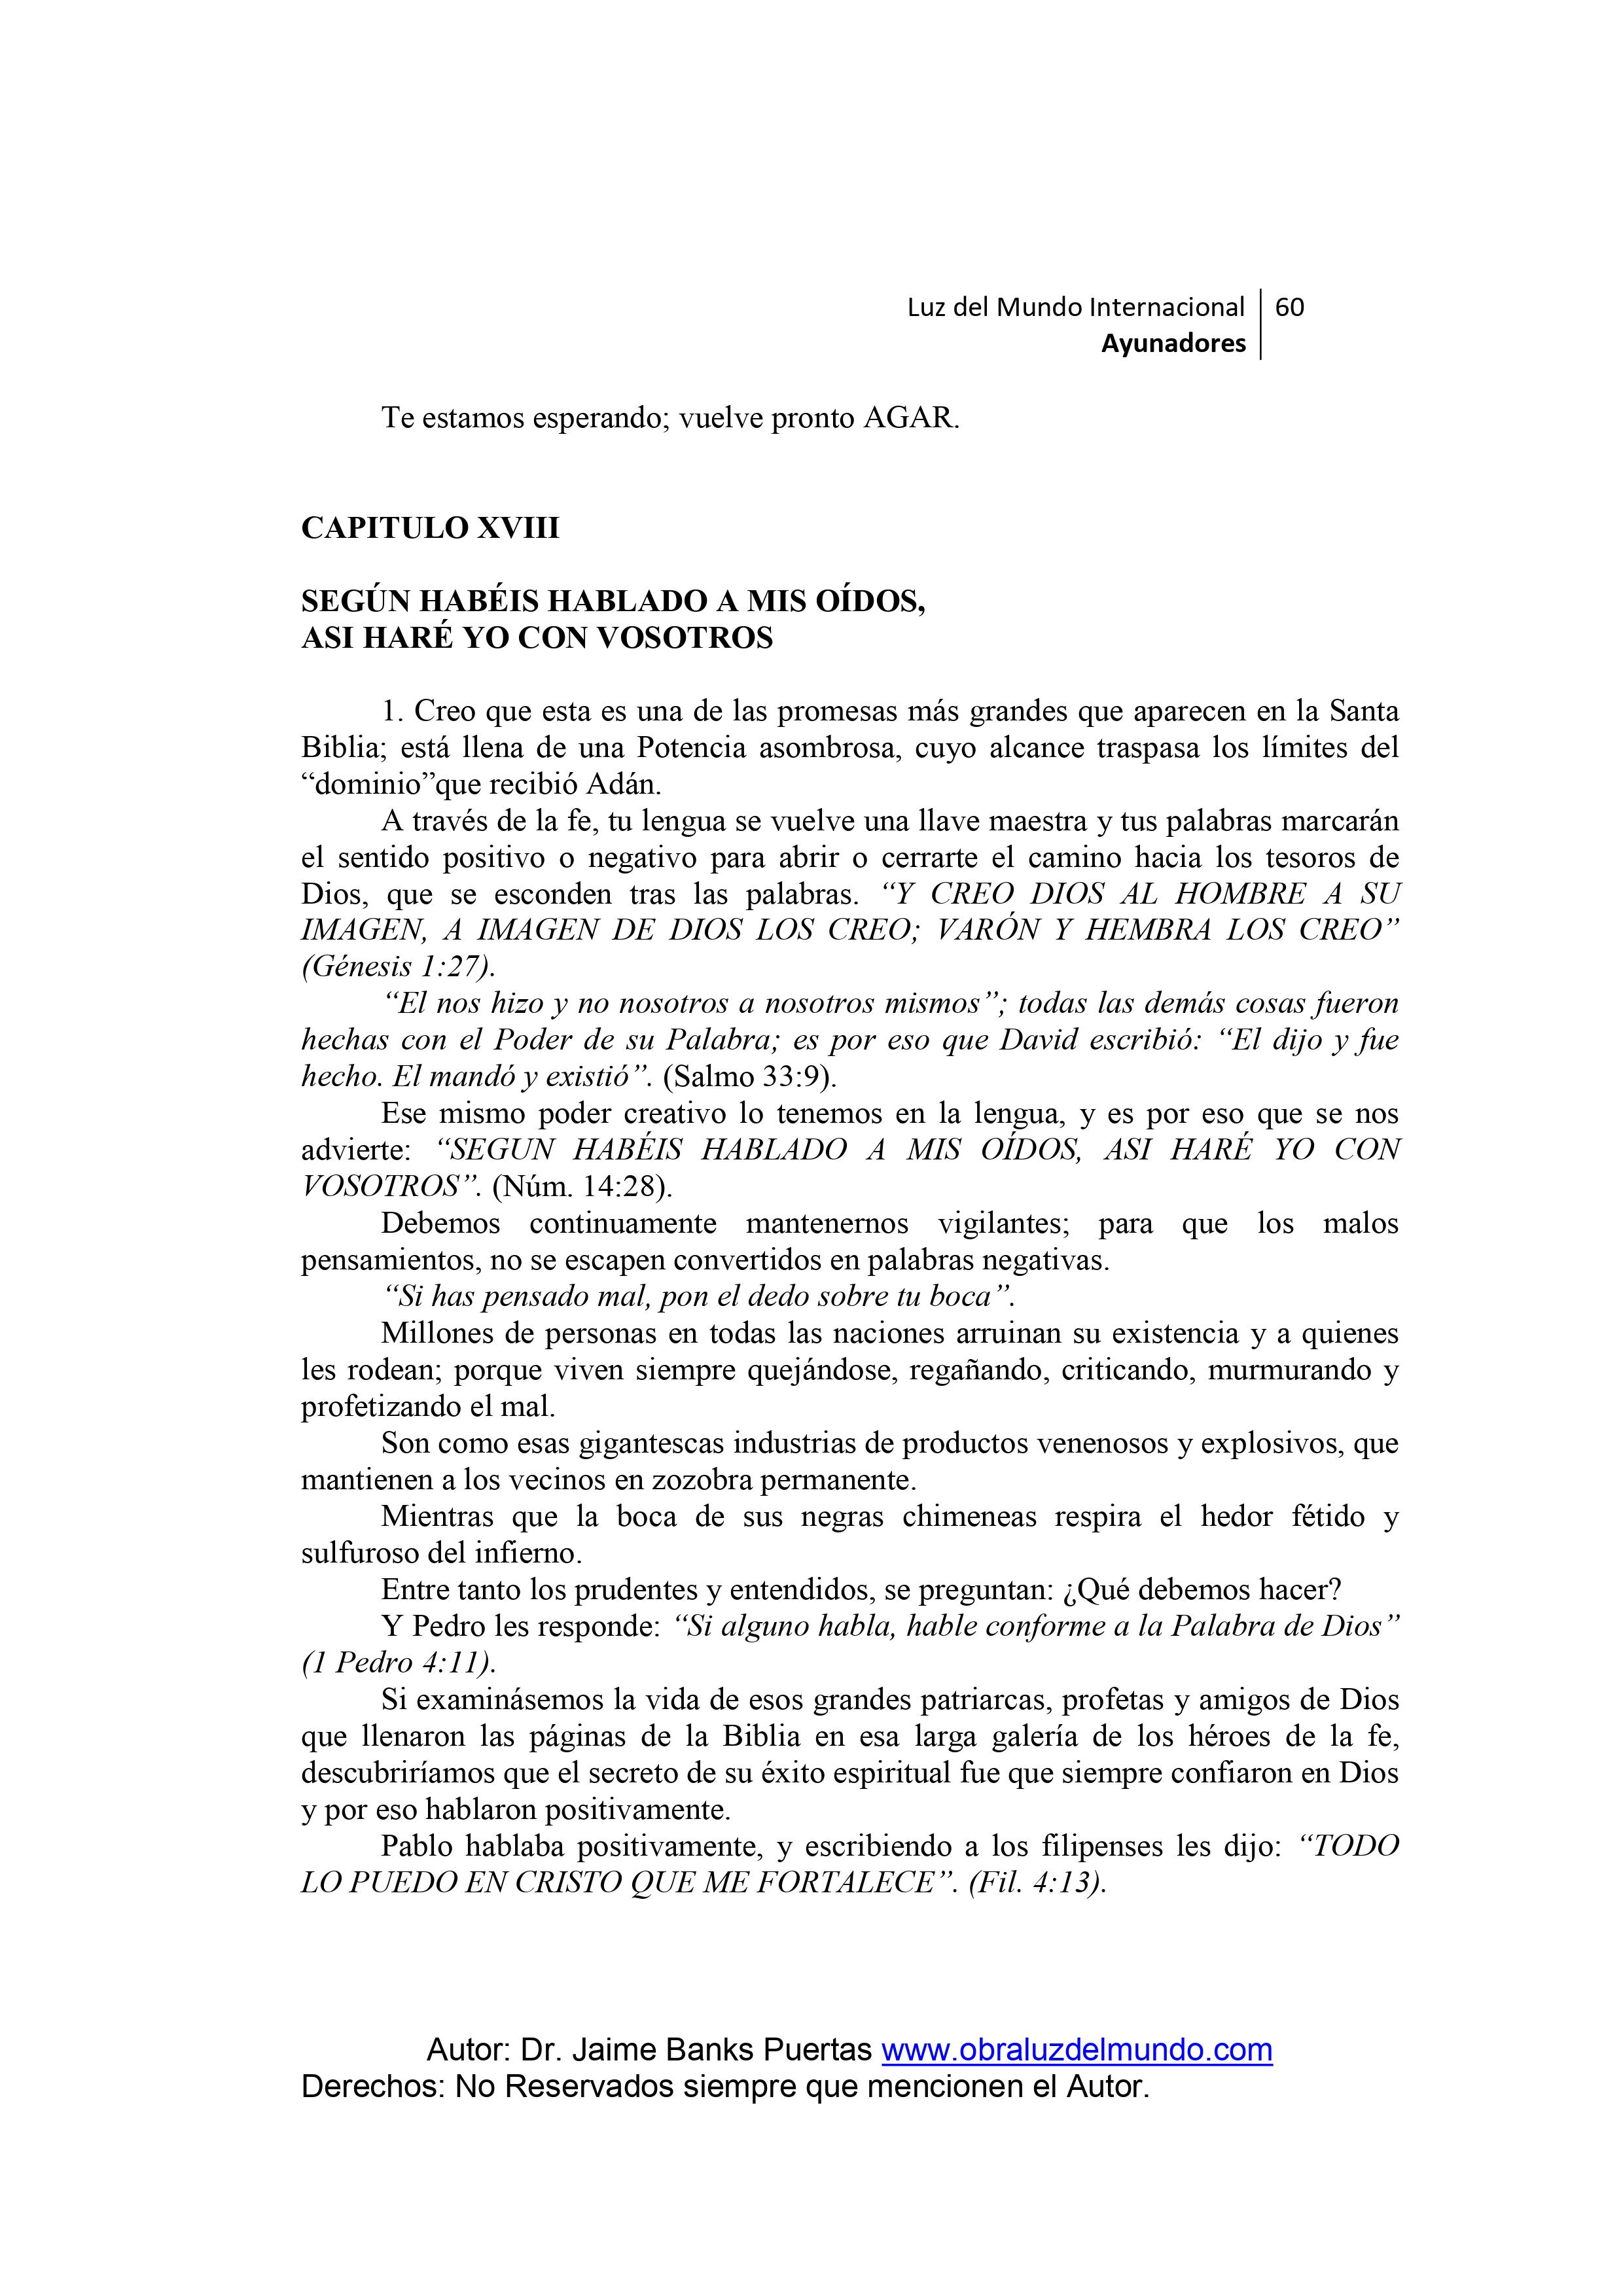 Luz del Mundo Internacional 60
Ayunadores
Te estamos esperando; vuelve pronto AGAR.
CAPITULO XVIII
SEGÚN HABÉIS HABLADO A MIS OÍDOS,
ASI HARÉ YO CON VOSOTROS
1. Creo que esta es una de las promesas más grandes que aparecen en la Santa
Biblia; está llena de una Potencia asombrosa, cuyo alcance traspasa los límites del
“dominio”que recibió Adán.
A través de la fe, tu lengua se vuelve una llave maestra y tus palabras marcarán
el sentido positivo o negativo para abrir o cerrarte el camino hacia los tesoros de
Dios, que se esconden tras las palabras. “Y CREO DIOS AL HOMBRE A SU
IMAGEN, A IMAGEN DE DIOS LOS CREO; VARÓN Y HEMBRA LOS CREO”
(Génesis 1:27).
“El nos hizo y no nosotros a nosotros mismos”; todas las demás cosas fueron
hechas con el Poder de su Palabra; es por eso que David escribió: “El dijo y fue
hecho. El mandó y existió”. (Salmo 33:9).
Ese mismo poder creativo lo tenemos en la lengua, y es por eso que se nos
advierte: “SEGUN HABÉIS HABLADO A MIS OÍDOS, ASI HARÉ YO CON
VOSOTROS”. (Núm. 14:28).
Debemos continuamente mantenernos vigilantes; para que los malos
pensamientos, no se escapen convertidos en palabras negativas.
“Si has pensado mal, pon el dedo sobre tu boca”.
Millones de personas en todas las naciones arruinan su existencia y a quienes
les rodean; porque viven siempre quejándose, regañando, criticando, murmurando y
profetizando el mal.
Son como esas gigantescas industrias de productos venenosos y explosivos, que
mantienen a los vecinos en zozobra permanente.
Mientras que la boca de sus negras chimeneas respira el hedor fétido y
sulfuroso del infierno.
Entre tanto los prudentes y entendidos, se preguntan: ¿Qué debemos hacer?
Y Pedro les responde: “Si alguno habla, hable conforme a la Palabra de Dios”
(1 Pedro 4:11).
Si examinásemos la vida de esos grandes patriarcas, profetas y amigos de Dios
que llenaron las páginas de la Biblia en esa larga galería de los héroes de la fe,
descubriríamos que el secreto de su éxito espiritual fue que siempre confiaron en Dios
y por eso hablaron positivamente.
Pablo hablaba positivamente, y escribiendo a los filipenses les dijo: “TODO
LO PUEDO EN CRISTO QUE ME FORTALECE”. (Fil. 4:13).
Autor: Dr. Jaime Banks Puertas www.obraluzdelmundo.com
Derechos: No Reservados siempre que mencionen el Autor.